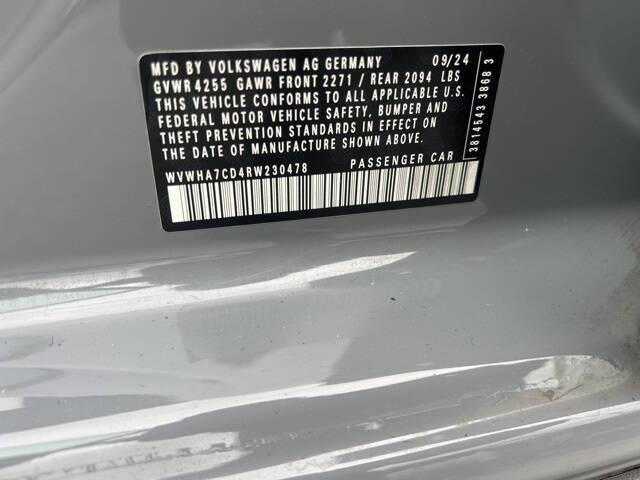 MFD BY VOLKSWAGEN AG GERMANY 09/24
GVWR 4255 GAWR FRONT 2271 / REAR 2094 LBS
THIS VEHICLE CONFORMS TO ALL APPLICABLE U.S.
FEDERAL MOTOR VEHICLE SAFETY, BUMPER AND
THEFT PREVENTION STANDARDS IN EFFECT ON
THE DATE OF MANUFACTURE SHOWN ABOVE.
WVWHA7CD4RW230478 PASSENGER CAR
3814543 3868 3